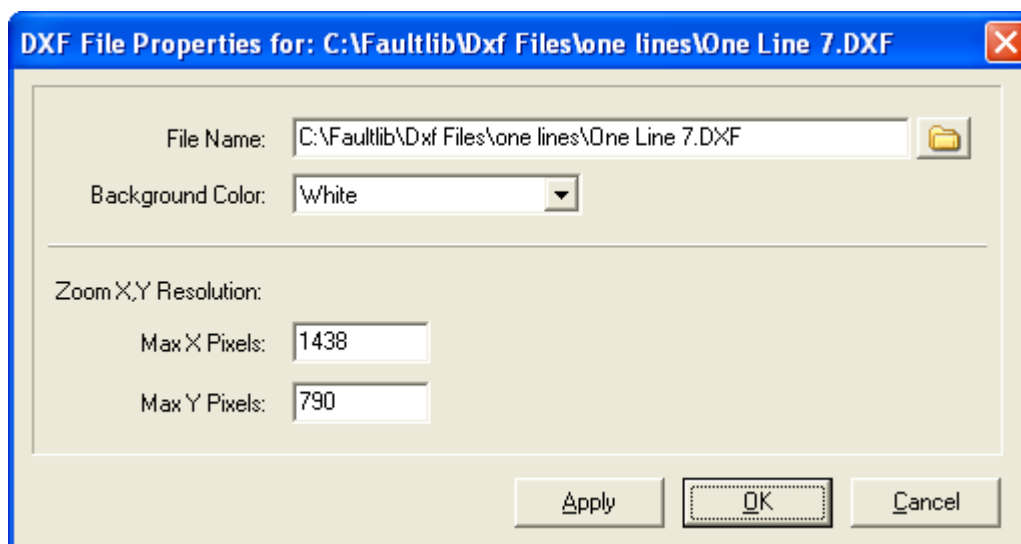 DXF File Properties for: C:\Faultlib\Dxf Files\one lines\One Line 7.DXF
File Name: C:\Faultlib\Dxf Files\one lines\One Line 7.DXF
Background Color: White
Zoom X,Y Resolution:
Max X Pixels: 1438
Max Y Pixels: 790
Apply OK Cancel